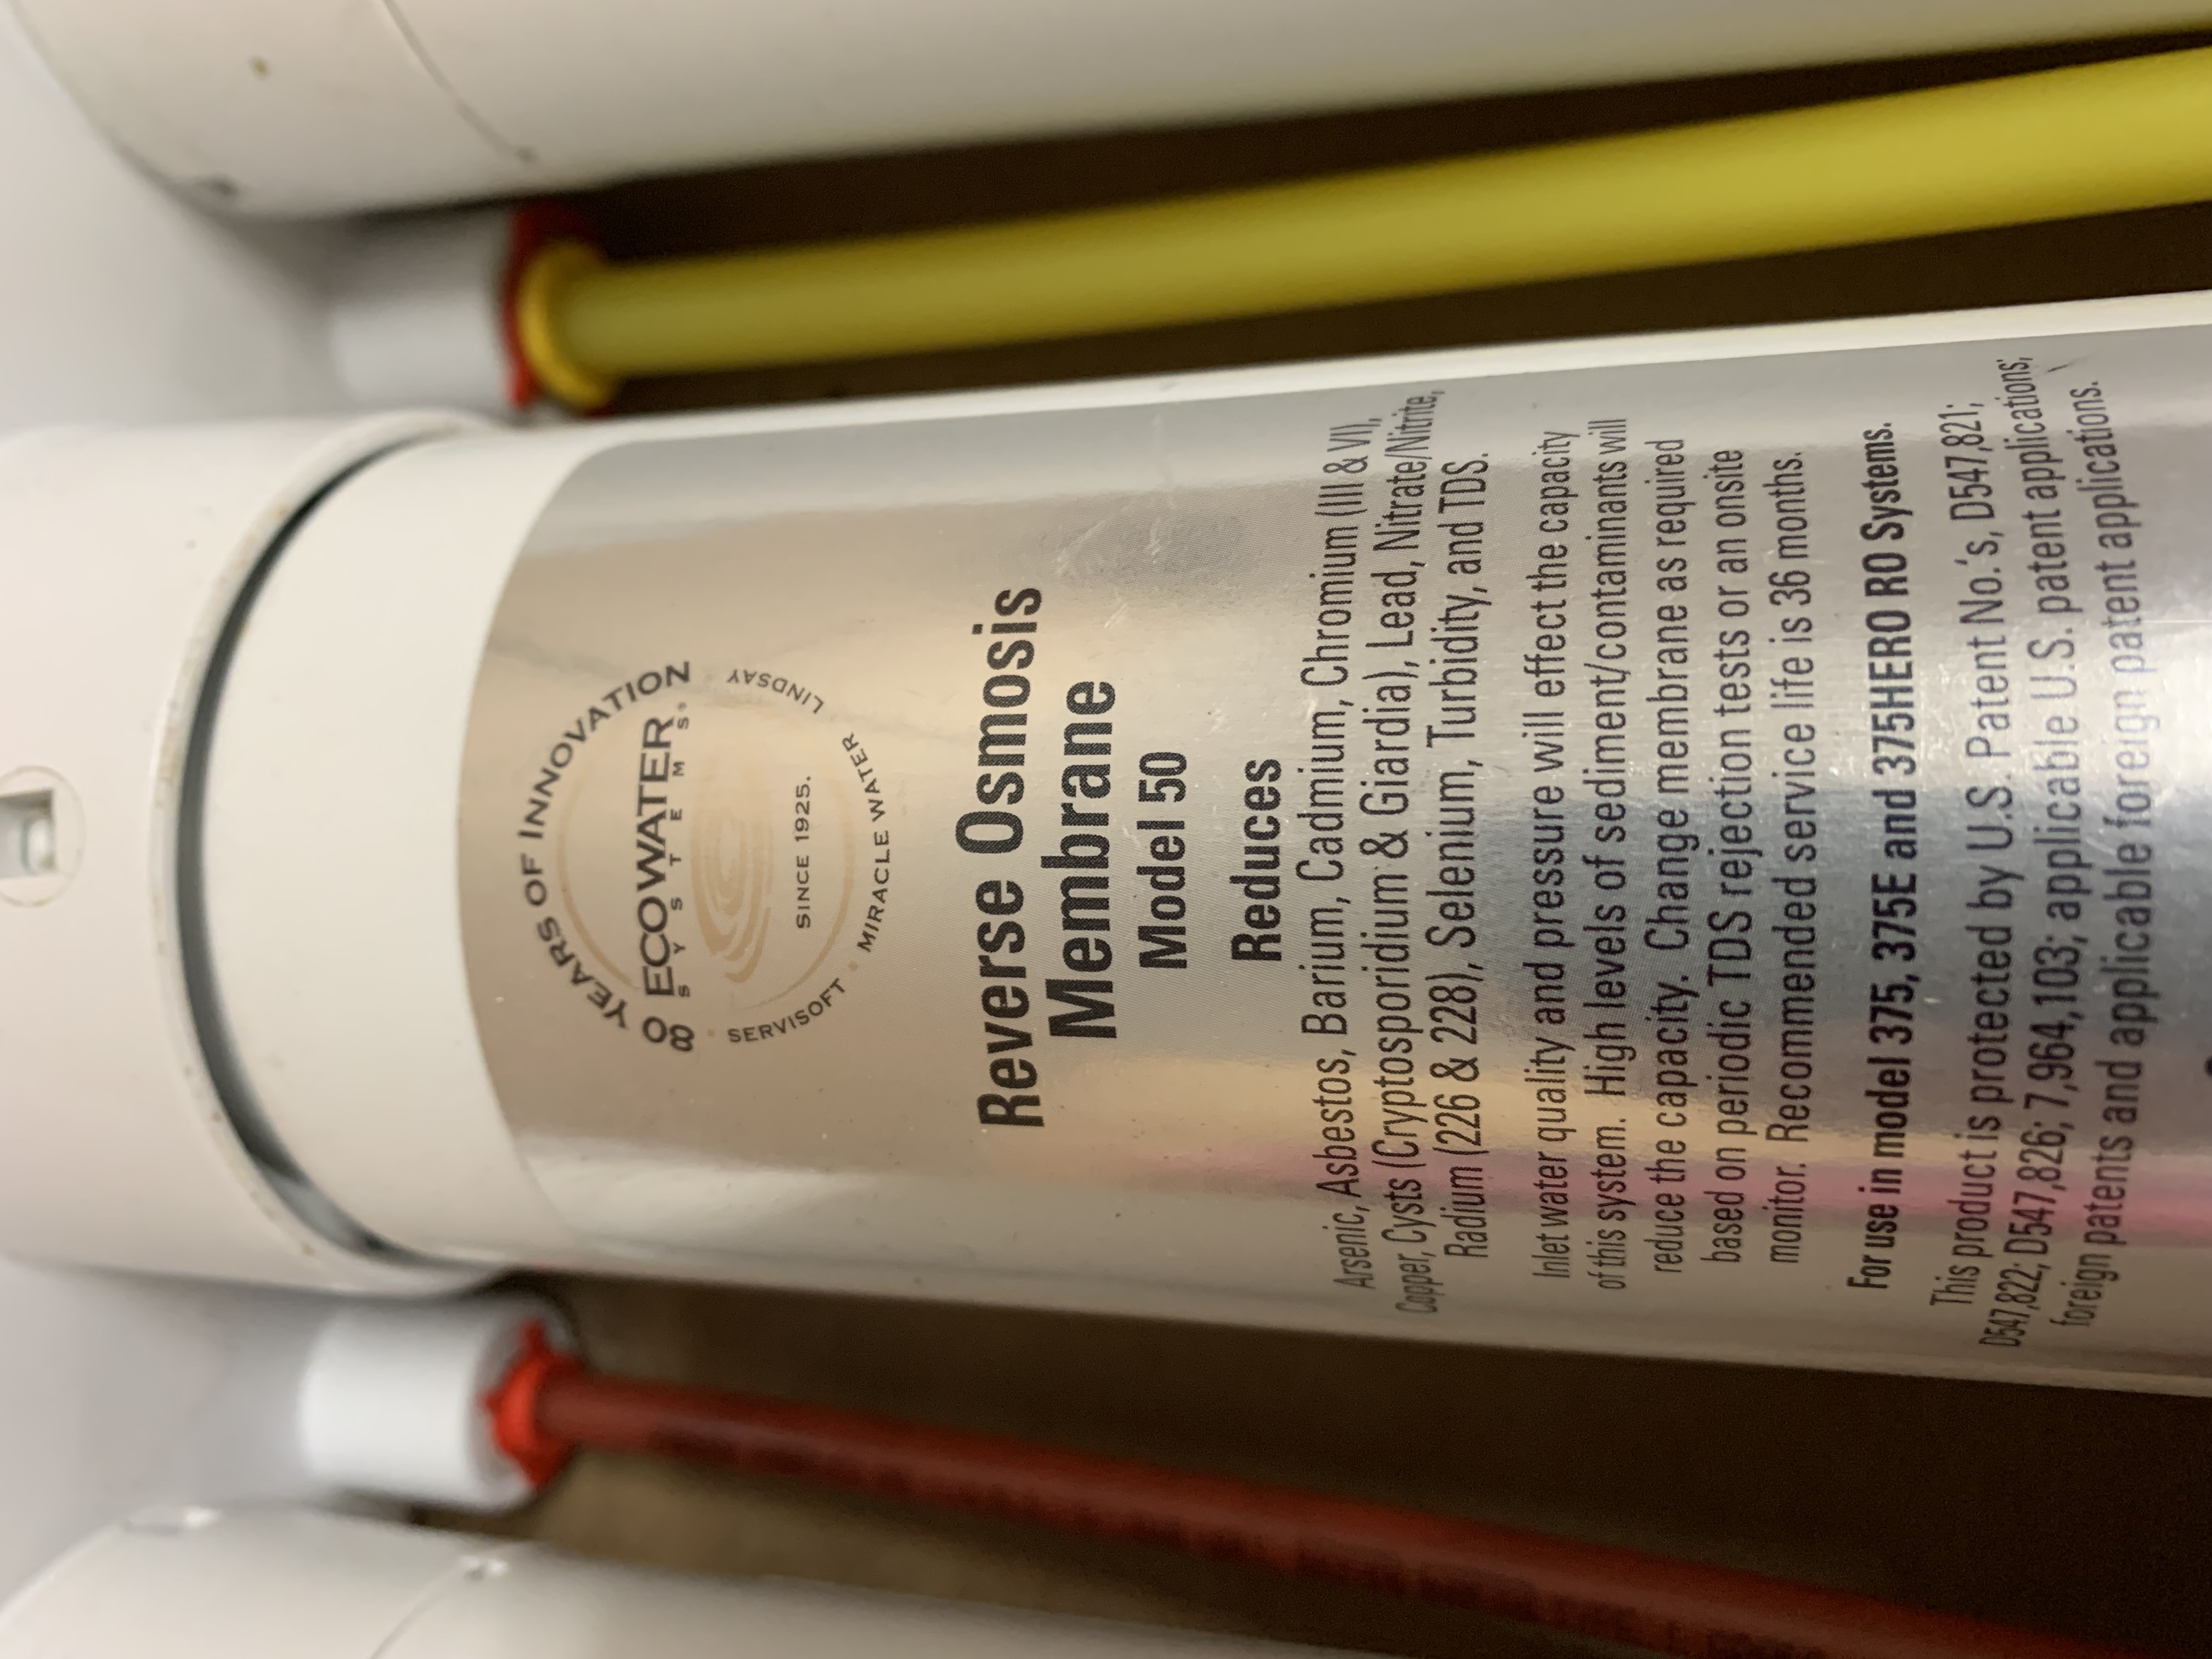 80 YEARS OF INNOVATION
ECOWATER
SYSTEMS®
SINCE 1925.
SERVISOFT • MIRACLE WATER • LINDSAY
Reverse Osmosis
Membrane
Model 50
Reduces
Arsenic, Asbestos, Barium, Cadmium, Chromium (III & VI),
Copper, Cysts (Cryptosporidium & Giardia), Lead, Nitrate/Nitrite,
Radium (226 & 228), Selenium, Turbidity, and TDS.
Inlet water quality and pressure will effect the capacity
of this system. High levels of sediment/contaminants will
reduce the capacity. Change membrane as required
based on periodic TDS rejection tests or an onsite
monitor. Recommended service life is 36 months.
For use in model 375, 375E and 375HERO RO Systems.
This product is protected by U.S. Patent No.'s, D547,821;
D547,822; D547,826; 7,964,103; applicable U.S. patent applications;
foreign patents and applicable foreign patent applications.